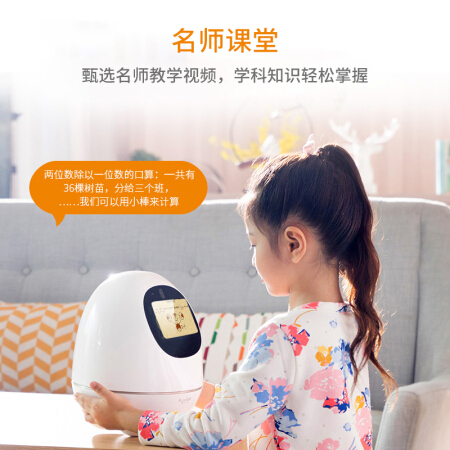 名师课堂
甄选名师教学视频，学科知识轻松掌握
两位数除以一位数的口算：一共有
36棵树苗，分给三个班，
……我们可以用小棒来计算